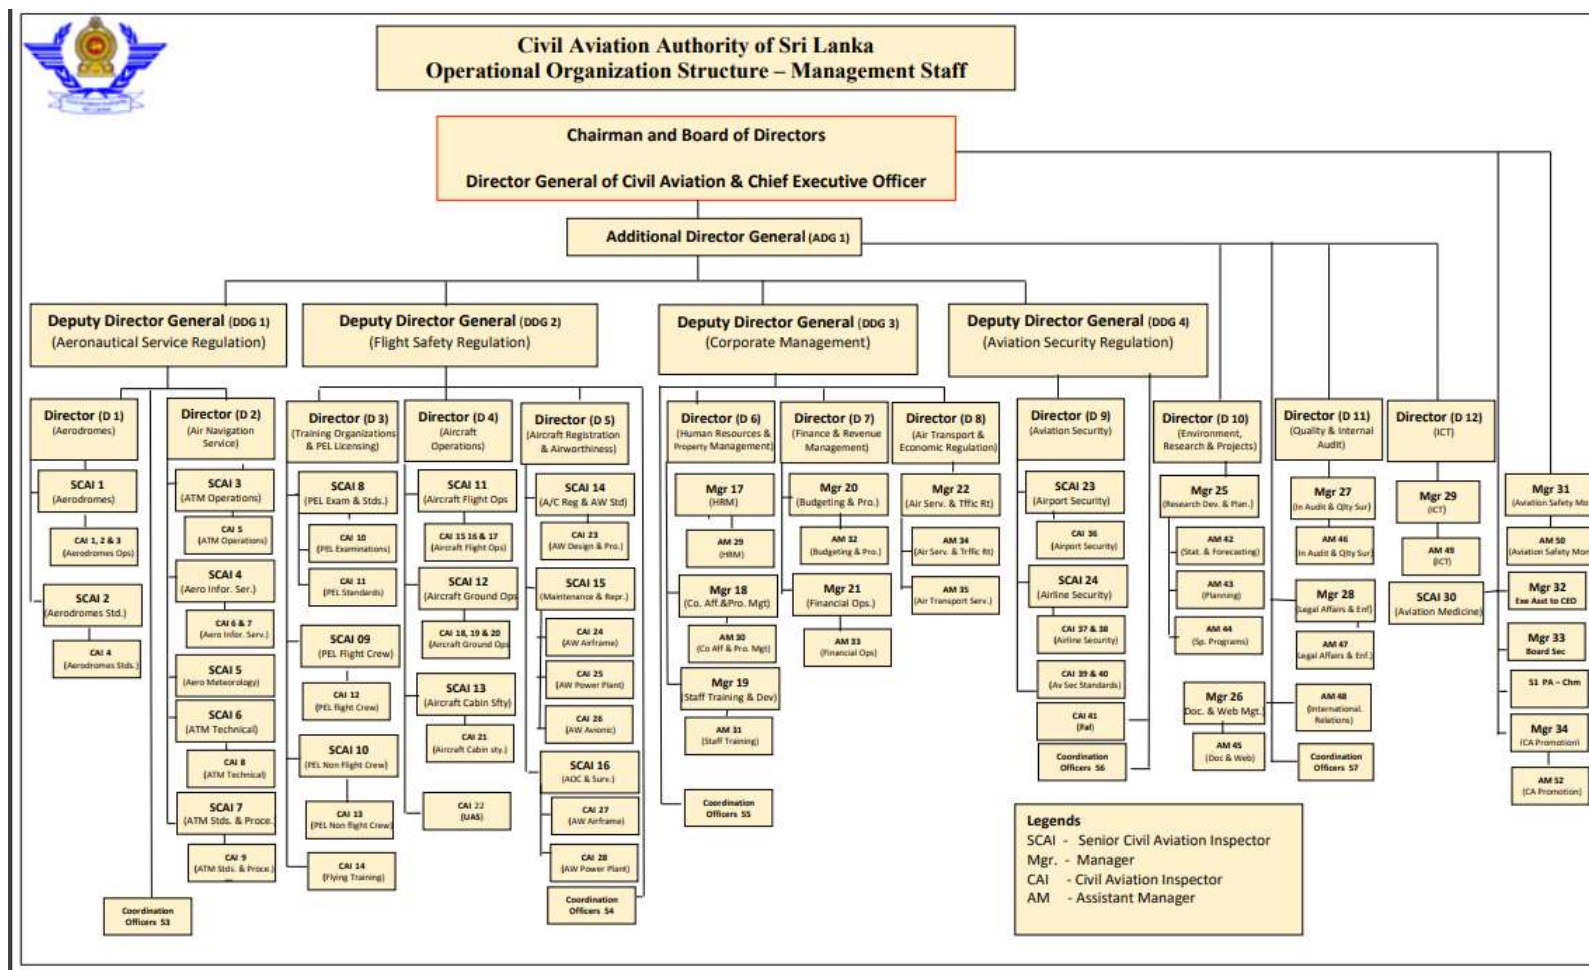 Civil Aviation Authority of Sri Lanka
Operational Organization Structure – Management Staff
Chairman and Board of Directors
Director General of Civil Aviation & Chief Executive Officer
Additional Director General (ADG 1)
Deputy Director General (DDG 1)
(Aeronautical Service Regulation)
Deputy Director General (DDG 2)
(Flight Safety Regulation)
Deputy Director General (DDG 3)
(Corporate Management)
Deputy Director General (DDG 4)
(Aviation Security Regulation)
Director (D 1)
(Aerodromes)
SCAI 1
(Aerodromes)
CAI 1, 2 & 3
(Aerodromes Ops)
SCAI 2
(Aerodromes Std.)
CAI 4
(Aerodromes Stds.)
Director (D 2)
(Air Navigation
Service)
SCAI 3
(ATM Operations)
CAI 5
(ATM Operations)
SCAI 4
(Aero Infor. Ser.)
CAI 6 & 7
(Aero Infor. Serv.)
SCAI 5
(Aero Meteorology)
SCAI 6
(ATM Technical)
CAI 8
(ATM Technical)
SCAI 7
(ATM Stds. & Proce.)
CAI 9
(ATM Stds. & Proce.)
Coordination
Officers 53
Director (D 3)
(Training Organizations
& PEL Licensing)
SCAI 8
(PEL Exam & Stds.)
CAI 10
(PEL Examinations)
CAI 11
(PEL Standards)
SCAI 09
(PEL Flight Crew)
CAI 12
(PEL flight Crew)
SCAI 10
(PEL Non Flight Crew)
CAI 13
(PEL Non flight Crew)
CAI 14
(Flying Training)
Director (D 4)
(Aircraft
Operations)
SCAI 11
(Aircraft Flight Ops
CAI 15 16 & 17
(Aircraft Flight Ops)
SCAI 12
(Aircraft Ground Ops
CAI 18, 19 & 20
(Aircraft Ground Ops
SCAI 13
(Aircraft Cabin Sfty)
CAI 21
(Aircraft Cabin sty.)
CAI 22
(UAS)
Director (D 5)
(Aircraft Registration
& Airworthiness)
SCAI 14
(A/C Reg & AW Std)
CAI 23
(AW Design & Pro.)
SCAI 15
(Maintenance & Repr.)
CAI 24
(AW Airframe)
CAI 25
(AW Power Plant)
CAI 26
(AW Avionic)
SCAI 16
(AOC & Surv.)
CAI 27
(AW Airframe)
CAI 28
(AW Power Plant)
Coordination
Officers 54
Director (D 6)
(Human Resources &
Property Management)
Mgr 17
(HRM)
AM 29
(HRM)
Mgr 18
(Co. Aff.&Pro. Mgt)
AM 30
(Co Aff & Pro. Mgt)
Mgr 19
(Staff Training & Dev)
AM 31
(Staff Training)
Coordination
Officers 55
Director (D 7)
(Finance & Revenue
Management)
Mgr 20
(Budgeting & Pro.)
AM 32
(Budgeting & Pro.)
Mgr 21
(Financial Ops.)
AM 33
(Financial Ops)
Director (D 8)
(Air Transport &
Economic Regulation)
Mgr 22
(Air Serv. & Tffic Rt)
AM 34
(Air Serv. & Trffic Rt)
AM 35
(Air Transport Serv.)
Director (D 9)
(Aviation Security)
SCAI 23
(Airport Security)
CAI 36
(Airport Security)
SCAI 24
(Airline Security)
CAI 37 & 38
(Airline Security)
CAI 39 & 40
(Av Sec Standards)
CAI 41
(Pal)
Coordination
Officers 56
Director (D 10)
(Environment,
Research & Projects)
Mgr 25
(Research Dev. & Plan.)
AM 42
(Stat. & Forecasting)
AM 43
(Planning)
AM 44
(Sp. Programs)
Mgr 26
Doc. & Web Mgt.)
AM 45
(Doc & Web)
Director (D 11)
(Quality & Internal
Audit)
Mgr 27
(In Audit & Qlty Sur)
AM 46
(In Audit & Qlty Sur)
Mgr 28
(Legal Affairs & Enf)
AM 47
(Legal Affairs & Enf.)
AM 48
(International.
Relations)
Coordination
Officers 57
Director (D 12)
(ICT)
Mgr 29
(ICT)
AM 49
(ICT)
SCAI 30
(Aviation Medicine)
Mgr 31
(Aviation Safety Mo
AM 50
(Aviation Safety Mon
Mgr 32
Exe Asst to CEO
Mgr 33
Board Sec
51 PA – Chm
Mgr 34
(CA Promotion)
AM 52
(CA Promotion)
Legends
SCAI - Senior Civil Aviation Inspector
Mgr. - Manager
CAI - Civil Aviation Inspector
AM - Assistant Manager